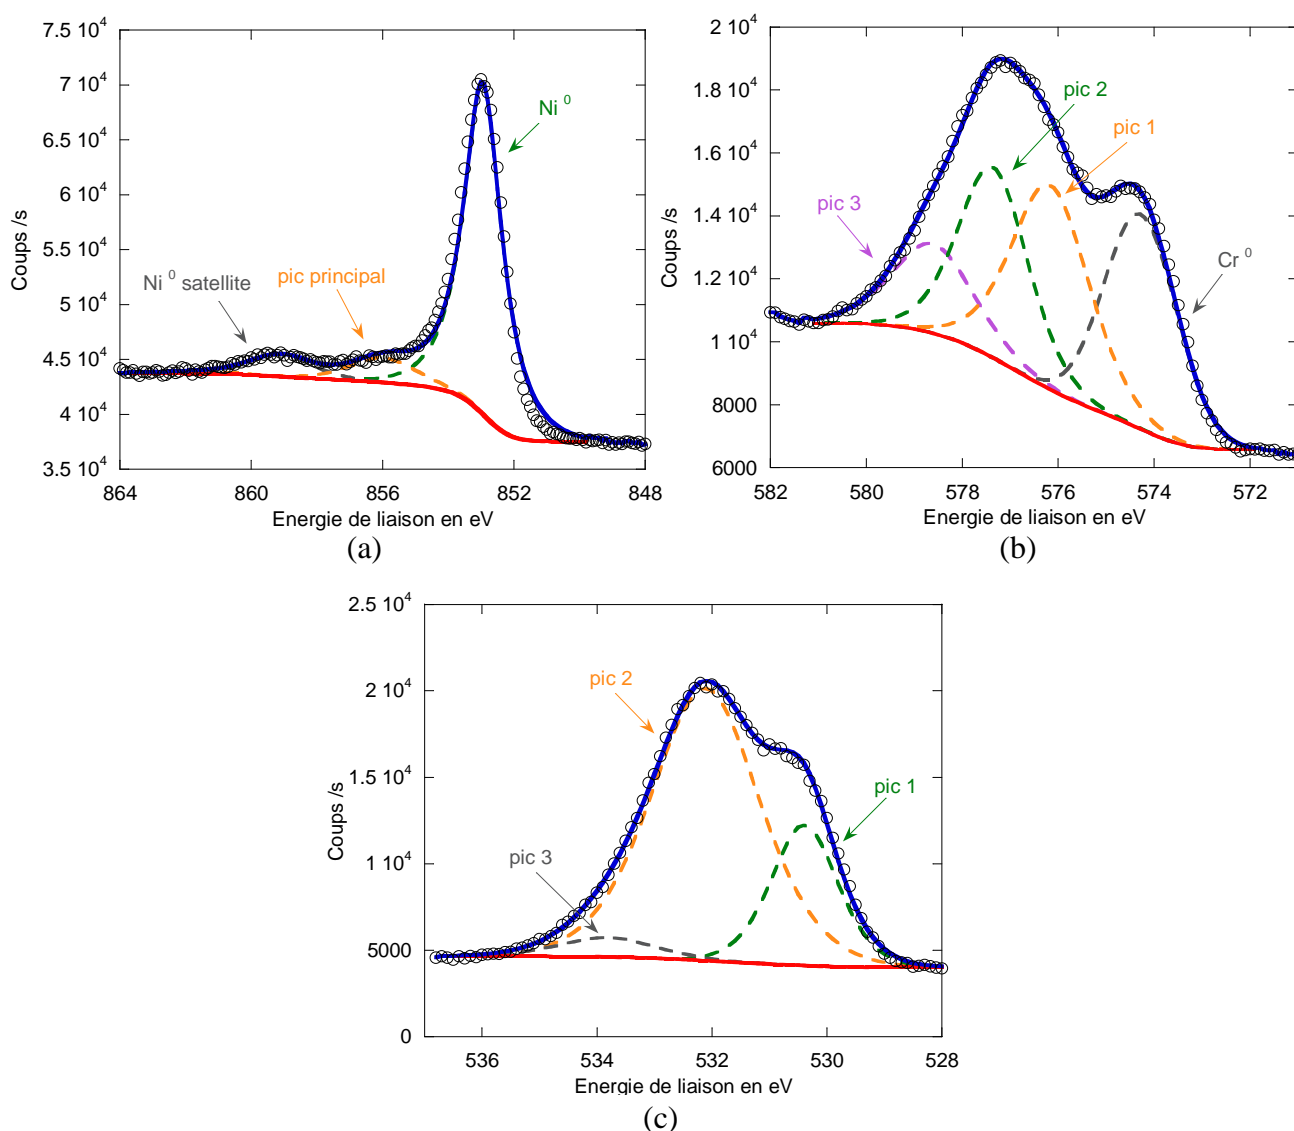 7.5 10⁴
7 10⁴
6.5 10⁴
6 10⁴
5.5 10⁴
5 10⁴
4.5 10⁴
4 10⁴
3.5 10⁴
Coups /s
Ni ⁰
Ni ⁰ satellite
pic principal
864 860 856 852 848
Energie de liaison en eV
(a)
2 10⁴
1.8 10⁴
1.6 10⁴
1.4 10⁴
1.2 10⁴
1 10⁴
8000
6000
Coups /s
pic 2
pic 1
pic 3
Cr ⁰
582 580 578 576 574 572
Energie de liaison en eV
(b)
2.5 10⁴
2 10⁴
1.5 10⁴
1 10⁴
5000
0
Coups /s
pic 2
pic 1
pic 3
536 534 532 530 528
Energie de liaison en eV
(c)